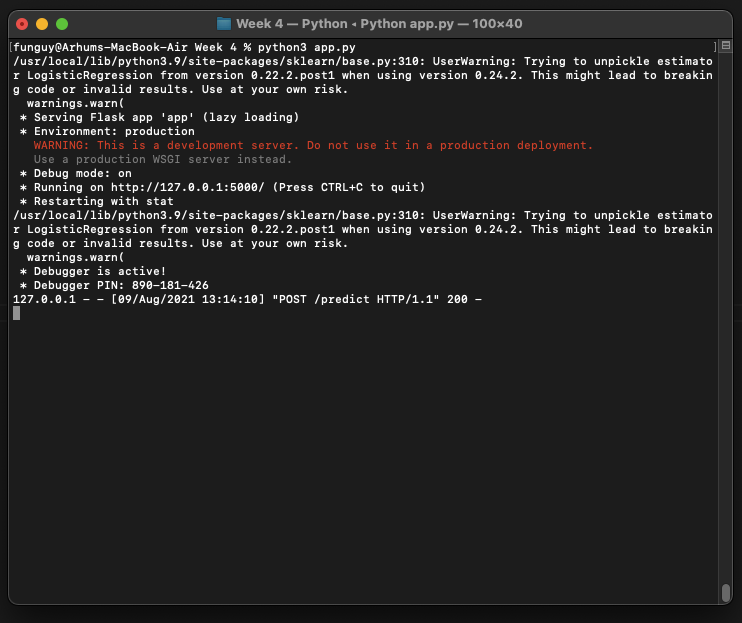 Week 4 — Python ◂ Python app.py — 100×40
[funguy@Arhums-MacBook-Air Week 4 % python3 app.py ]
/usr/local/lib/python3.9/site-packages/sklearn/base.py:310: UserWarning: Trying to unpickle estimato
r LogisticRegression from version 0.22.2.post1 when using version 0.24.2. This might lead to breakin
g code or invalid results. Use at your own risk.
  warnings.warn(
 * Serving Flask app 'app' (lazy loading)
 * Environment: production
   WARNING: This is a development server. Do not use it in a production deployment.
   Use a production WSGI server instead.
 * Debug mode: on
 * Running on http://127.0.0.1:5000/ (Press CTRL+C to quit)
 * Restarting with stat
/usr/local/lib/python3.9/site-packages/sklearn/base.py:310: UserWarning: Trying to unpickle estimato
r LogisticRegression from version 0.22.2.post1 when using version 0.24.2. This might lead to breakin
g code or invalid results. Use at your own risk.
  warnings.warn(
 * Debugger is active!
 * Debugger PIN: 890-181-426
127.0.0.1 - - [09/Aug/2021 13:14:10] "POST /predict HTTP/1.1" 200 -